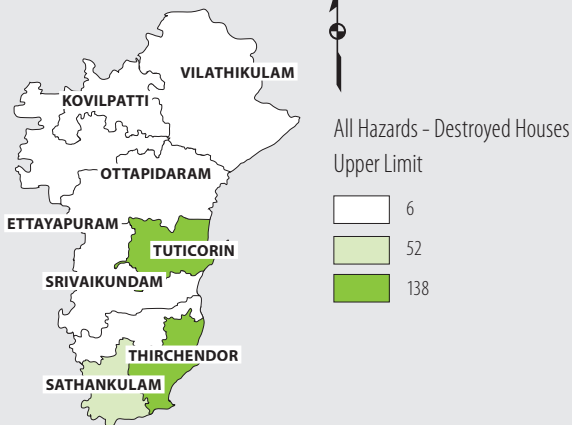 VILATHIKULAM
KOVILPATTI
OTTAPIDARAM
ETTAYAPURAM
TUTICORIN
SRIVAIKUNDAM
THIRCHENDOR
SATHANKULAM
All Hazards - Destroyed Houses
Upper Limit
6
52
138